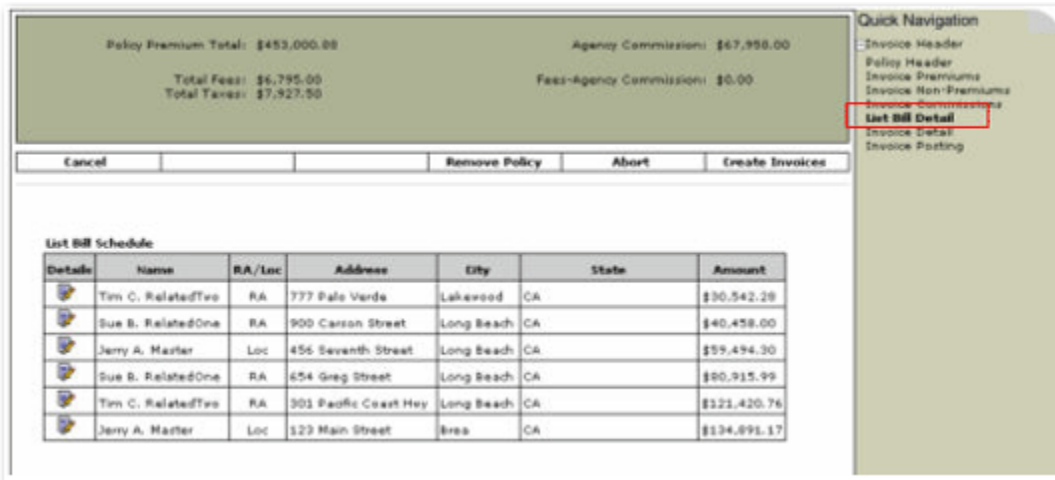 Policy Premium Total: $453,000.00
Agency Commission: $67,950.00
Total Fees: $6,795.00
Fees-Agency Commission: $0.00
Total Taxes: $7,927.50
Cancel
Remove Policy
Abort
Create Invoices
List Bill Schedule
Details Name RA/Loc Address City State Amount
Tim C. RelatedTwo RA 777 Palo Verde Lakewood CA $30,542.28
Sue B. RelatedOne RA 900 Carson Street Long Beach CA $40,458.00
Jerry A. Master Loc 456 Seventh Street Long Beach CA $59,494.30
Sue B. RelatedOne RA 654 Greg Street Long Beach CA $80,915.99
Tim C. RelatedTwo RA 301 Pacific Coast Hwy Long Beach CA $121,420.76
Jerry A. Master Loc 123 Main Street Brea CA $134,891.17
Quick Navigation
Invoice Header
Policy Header
Invoice Premiums
Invoice Non-Premiums
Invoice Commissions
List Bill Detail
Invoice Detail
Invoice Posting